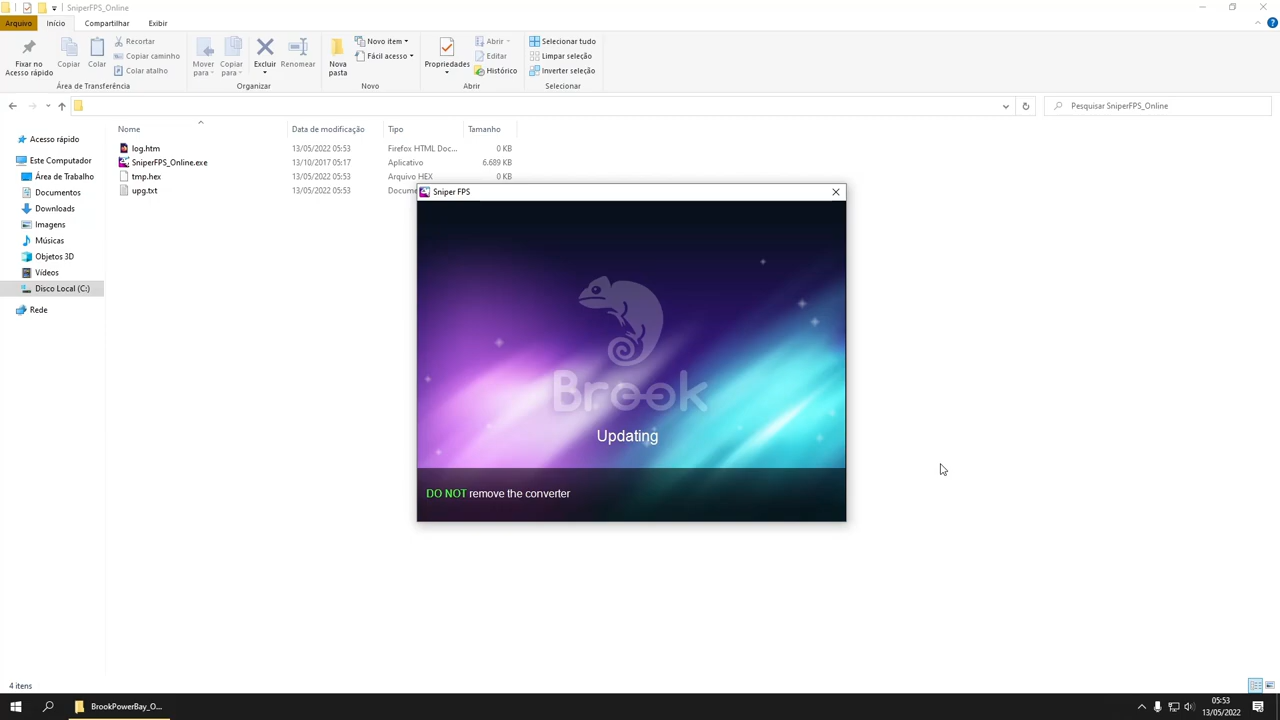 SniperFPS_Online
Arquivo Início Compartilhar Exibir
Fixar no Acesso rápido
Copiar
Colar
Recortar
Copiar caminho
Colar atalho
Área de Transferência
Mover para
Copiar para
Excluir
Renomear
Organizar
Nova pasta
Novo item
Fácil acesso
Novo
Propriedades
Abrir
Editar
Histórico
Abrir
Selecionar tudo
Limpar seleção
Inverter seleção
Selecionar
Pesquisar SniperFPS_Online
Acesso rápido
Este Computador
Área de Trabalho
Documentos
Downloads
Imagens
Músicas
Objetos 3D
Vídeos
Disco Local (C:)
Rede
Nome Data de modificação Tipo Tamanho
log.htm 13/05/2022 05:53 Firefox HTML Doc... 0 KB
SniperFPS_Online.exe 13/10/2017 05:17 Aplicativo 6.689 KB
tmp.hex 13/05/2022 05:53 Arquivo HEX 0 KB
upg.txt 13/05/2022 05:53 Docume
Sniper FPS
Brook
Updating
DO NOT remove the converter
4 itens
BrookPowerBay_O...
05:53
13/05/2022